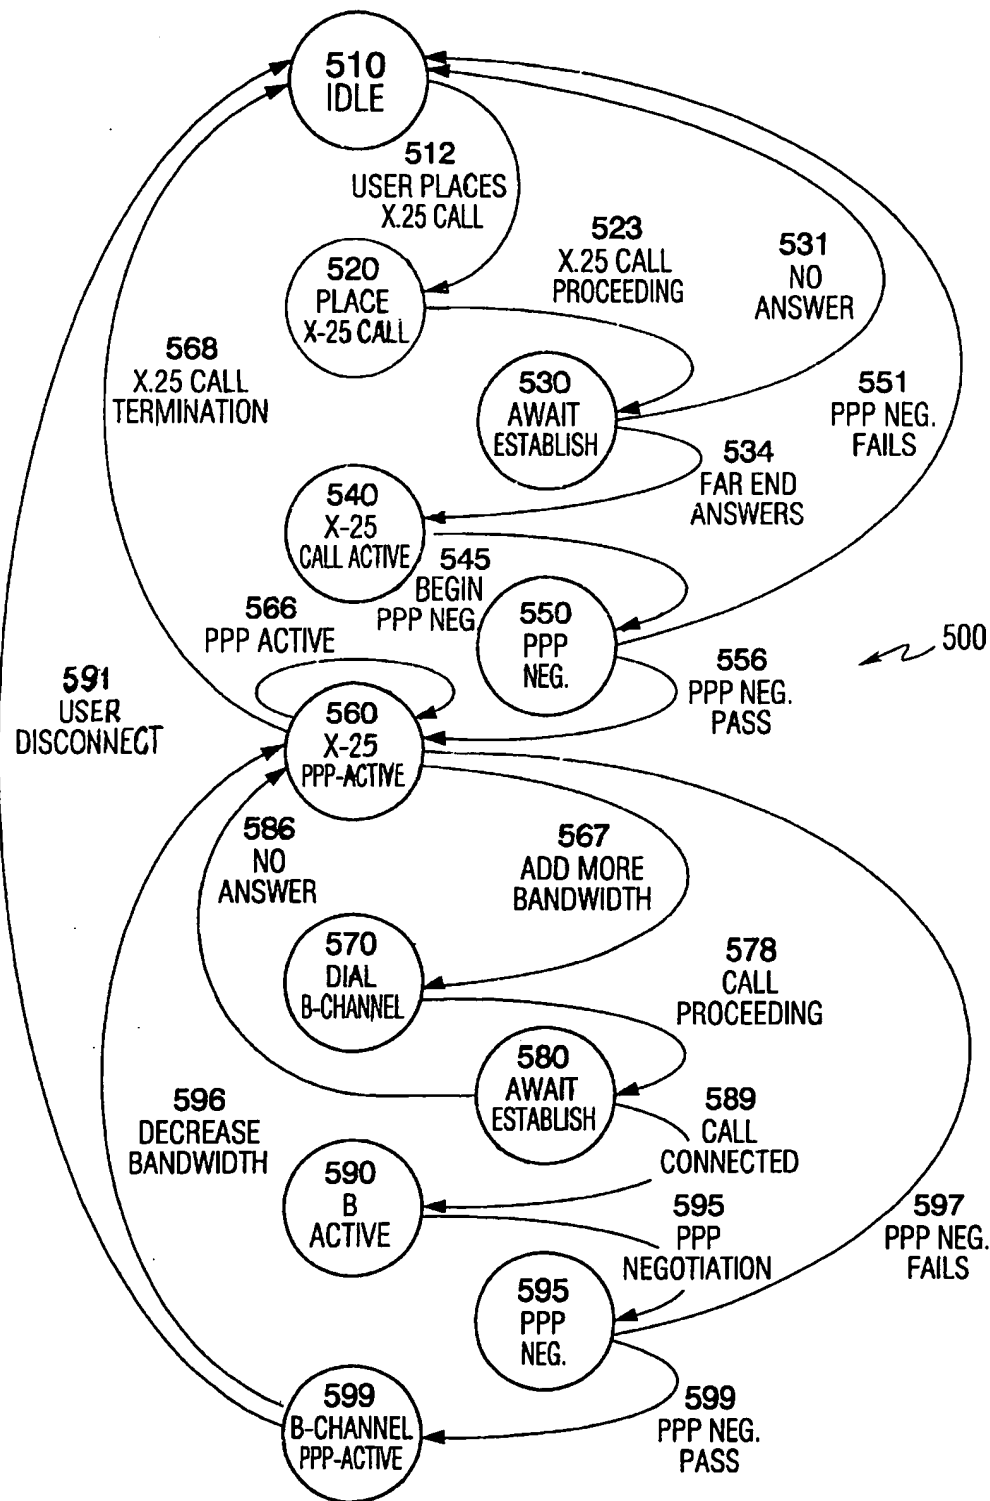 510
IDLE
512
USER PLACES
X.25 CALL
520
PLACE
X-25 CALL
523
X.25 CALL
PROCEEDING
531
NO
ANSWER
568
X.25 CALL
TERMINATION
530
AWAIT
ESTABLISH
551
PPP NEG.
FAILS
534
FAR END
ANSWERS
540
X-25
CALL ACTIVE
545
BEGIN
PPP NEG.
566
PPP ACTIVE
550
PPP
NEG.
500
556
PPP NEG.
PASS
591
USER
DISCONNECT
560
X-25
PPP-ACTIVE
586
NO
ANSWER
567
ADD MORE
BANDWIDTH
570
DIAL
B-CHANNEL
578
CALL
PROCEEDING
580
AWAIT
ESTABLISH
589
CALL
CONNECTED
596
DECREASE
BANDWIDTH
590
B
ACTIVE
595
PPP
NEGOTIATION
597
PPP NEG.
FAILS
595
PPP
NEG.
599
B-CHANNEL
PPP-ACTIVE
599
PPP NEG.
PASS